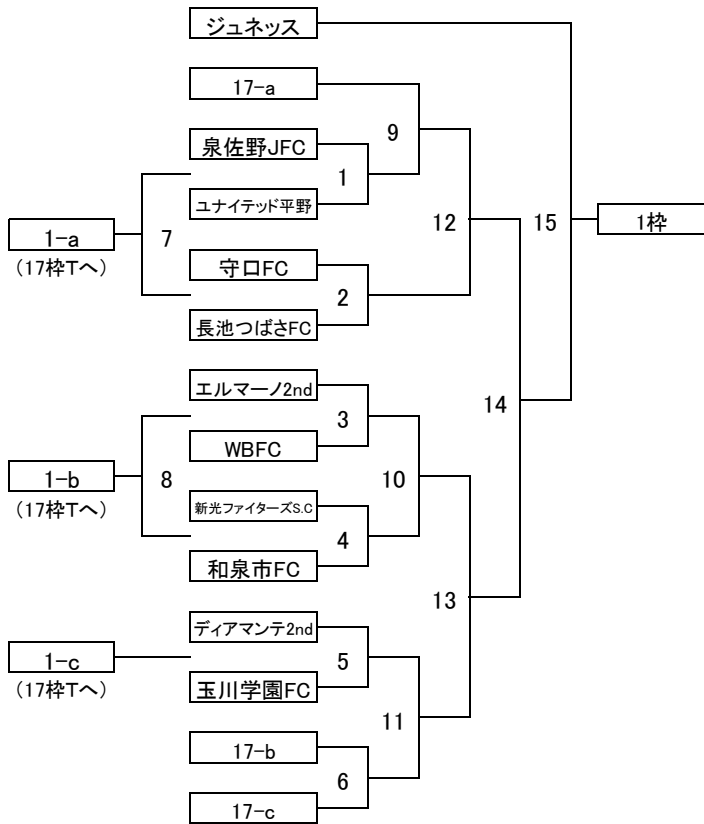 ジュネッス
17-a
9
泉佐野JFC
1
ユナイテッド平野
12
15
1枠
1-a
7
(17枠Tへ)
守口FC
2
長池つばさFC
エルマーノ2nd
14
3
WBFC
1-b
8
10
(17枠Tへ)
新光ファイターズS.C
4
和泉市FC
13
ディアマンテ2nd
1-c
5
(17枠Tへ)
玉川学園FC
11
17-b
6
17-c